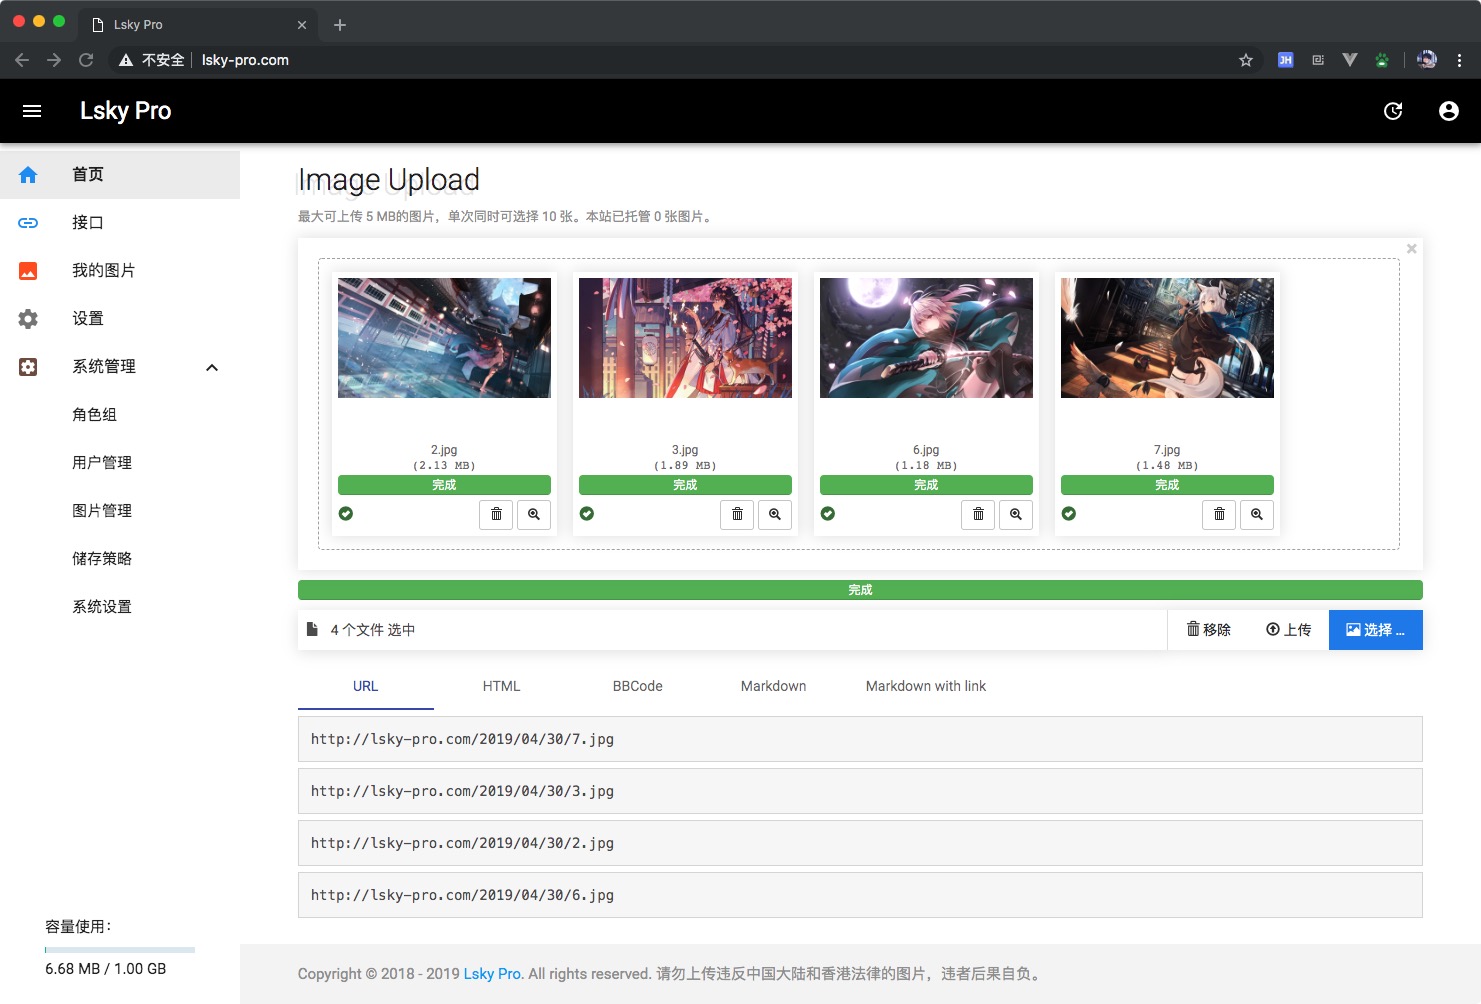 Lsky Pro
不安全
lsky-pro.com
JH
Lsky Pro
首页
接口
我的图片
设置
系统管理
角色组
用户管理
图片管理
储存策略
系统设置
容量使用：
6.68 MB / 1.00 GB
Image Upload
最大可上传 5 MB的图片，单次同时可选择 10 张。本站已托管 0 张图片。
2.jpg
(2.13 MB)
完成
3.jpg
(1.89 MB)
完成
6.jpg
(1.18 MB)
完成
7.jpg
(1.48 MB)
完成
完成
4 个文件 选中
移除
上传
选择 ...
URL
HTML
BBCode
Markdown
Markdown with link
http://lsky-pro.com/2019/04/30/7.jpg
http://lsky-pro.com/2019/04/30/3.jpg
http://lsky-pro.com/2019/04/30/2.jpg
http://lsky-pro.com/2019/04/30/6.jpg
Copyright © 2018 - 2019 Lsky Pro. All rights reserved. 请勿上传违反中国大陆和香港法律的图片，违者后果自负。